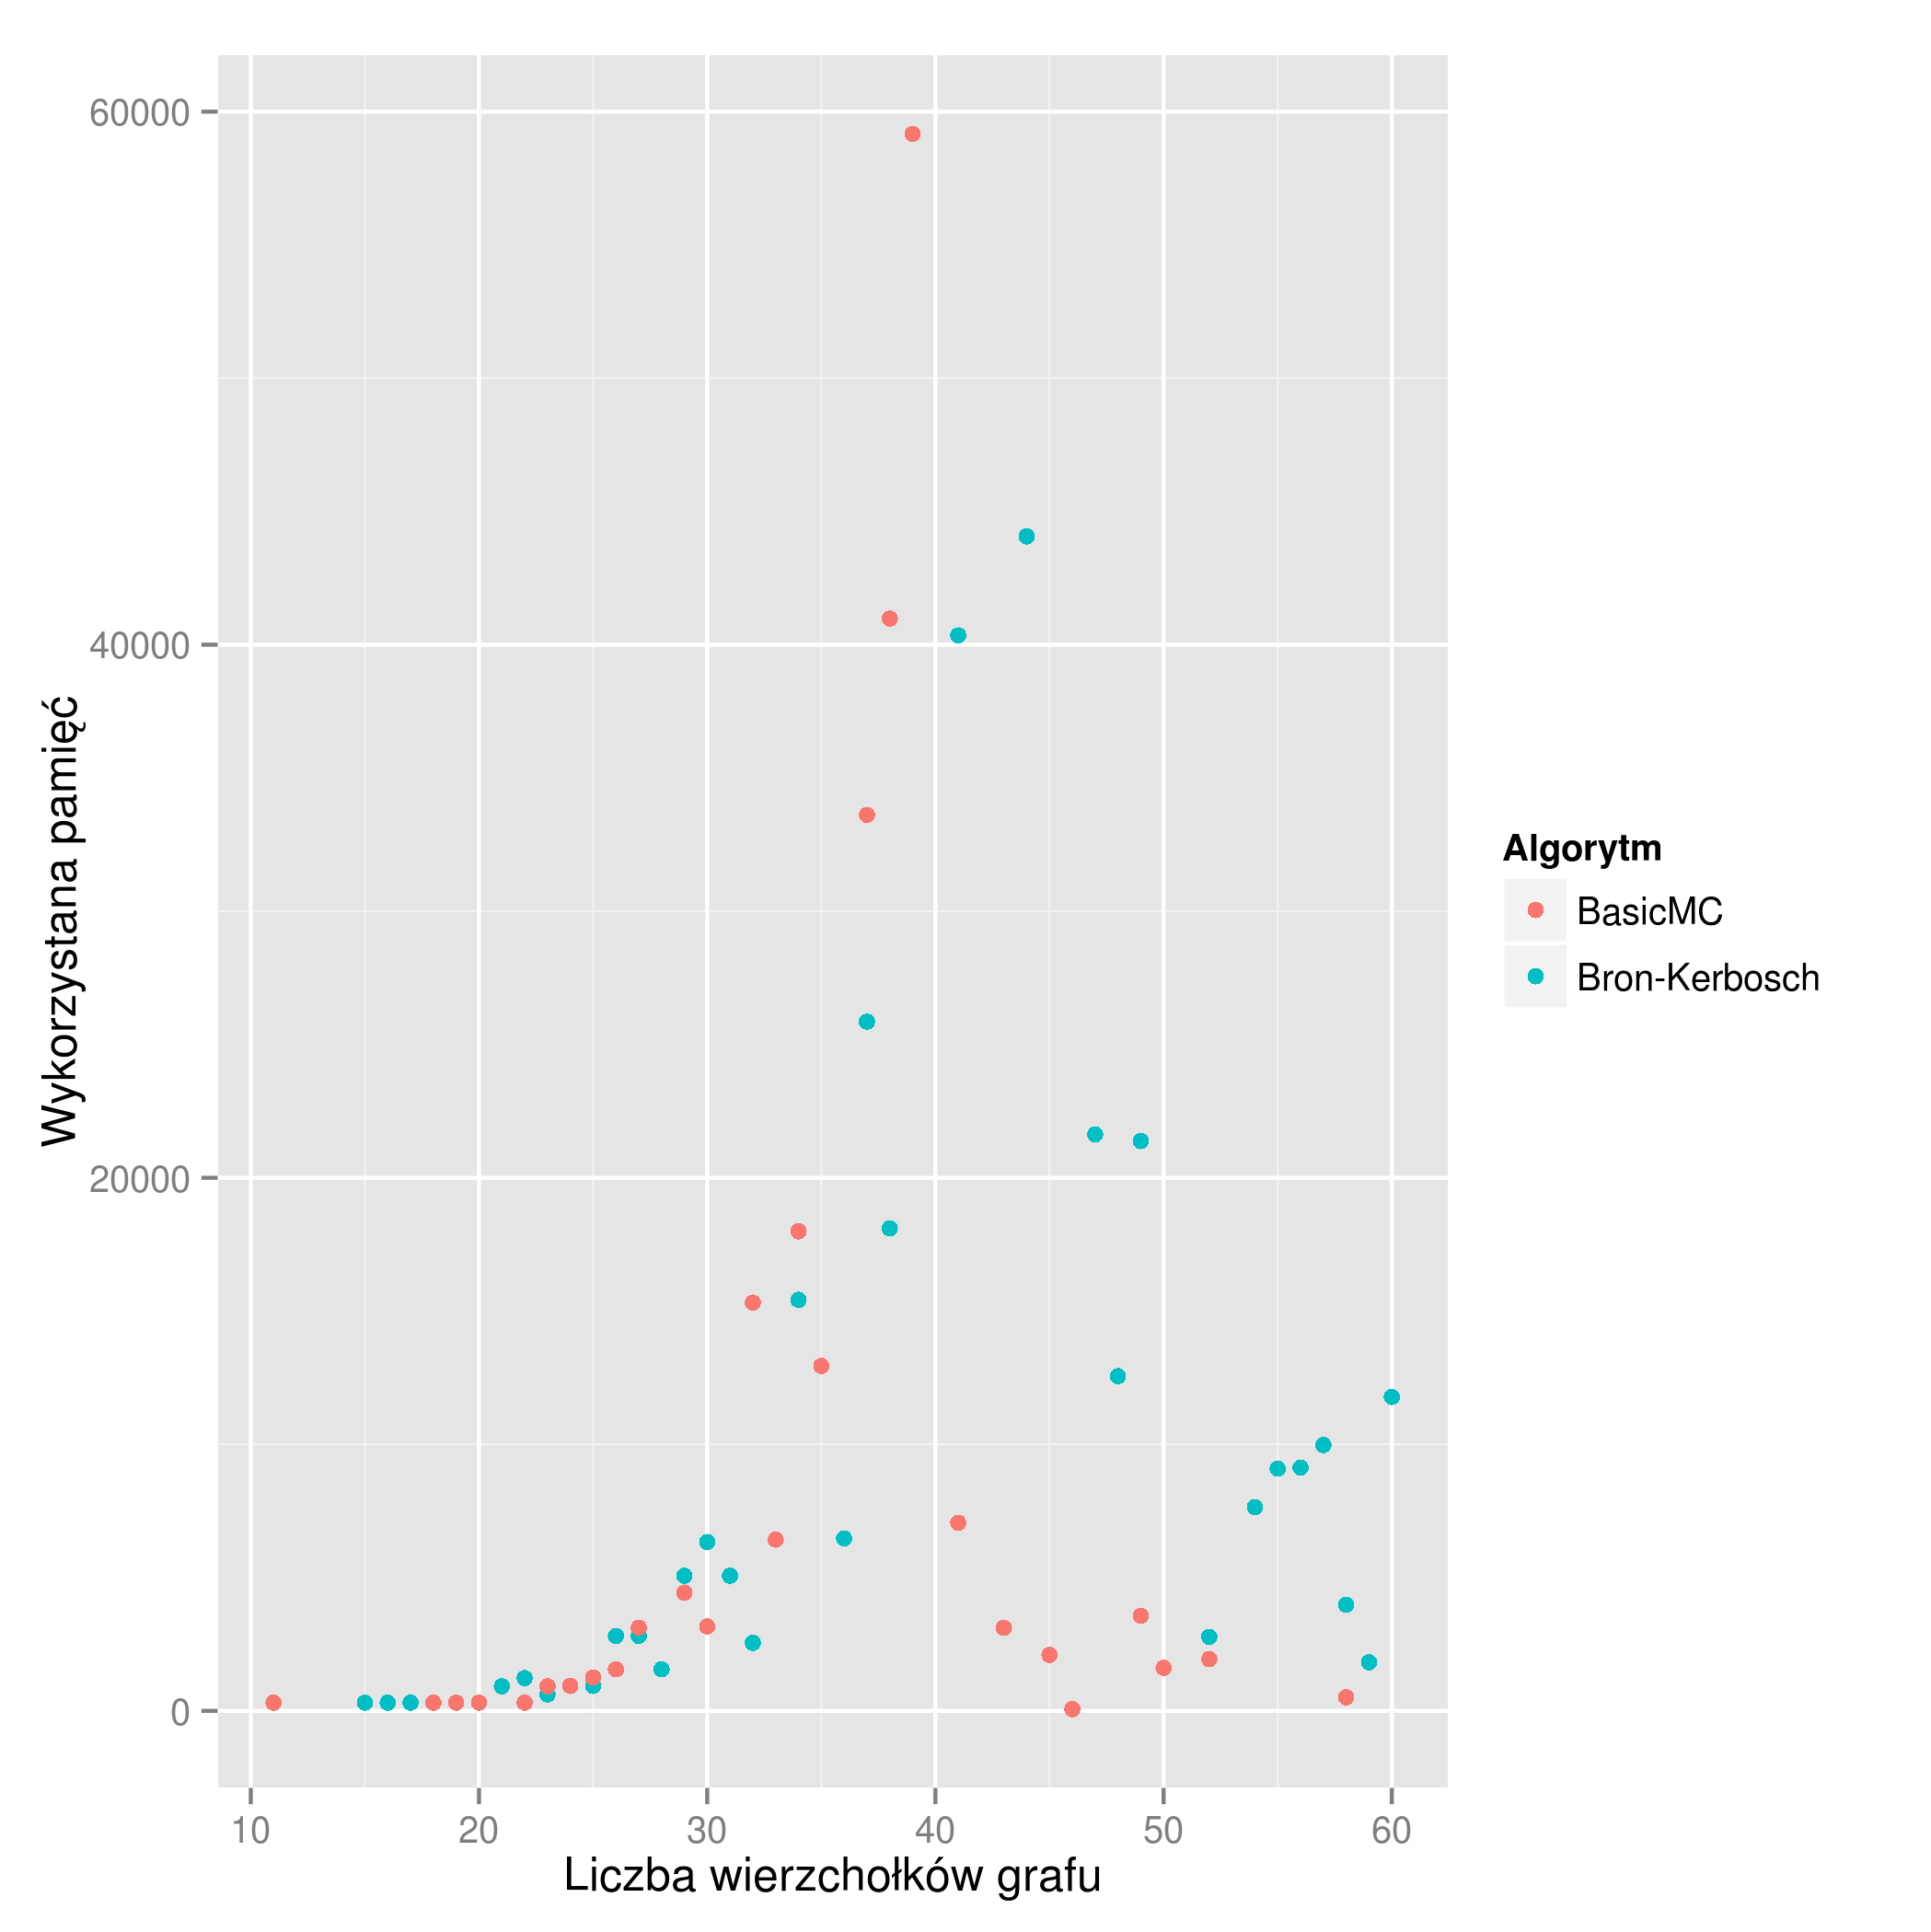 60000
40000
20000
0
Wykorzystana pamięć
10 20 30 40 50 60
Liczba wierzchołków grafu
Algorytm
BasicMC
Bron-Kerbosch